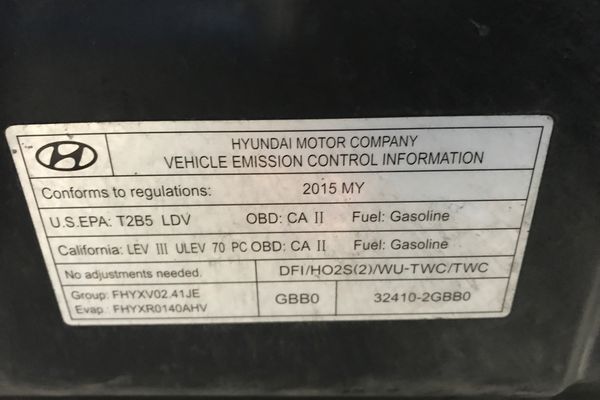 HYUNDAI MOTOR COMPANY
VEHICLE EMISSION CONTROL INFORMATION
Conforms to regulations: 2015 MY
U.S.EPA: T2B5 LDV OBD: CA II Fuel: Gasoline
California: LEV III ULEV 70 PC OBD: CA II Fuel: Gasoline
No adjustments needed. DFI/HO2S(2)/WU-TWC/TWC
Group: FHYXV02.41JE GBB0 32410-2GBB0
Evap.: FHYXR0140AHV